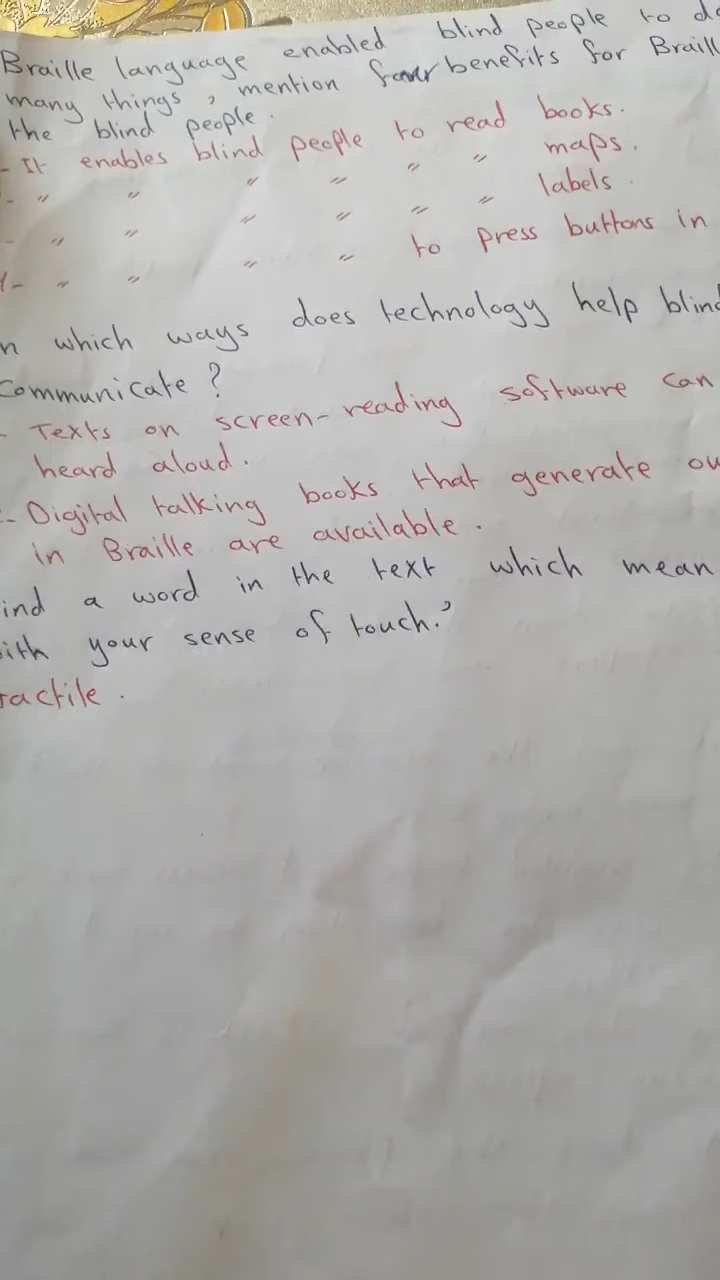 Braille language enabled blind people to do
many things, mention four benefits for Braill
the blind people.
- It enables blind people to read books.
- " " " " " " maps.
- " " " " " " labels.
- " " " " to press buttons in
n which ways does technology help blind
communicate?
- Texts on screen-reading software can
heard aloud.
- Digital talking books that generate ou
in Braille are available.
ind a word in the text which mean
ith your sense of touch.'
tactile.